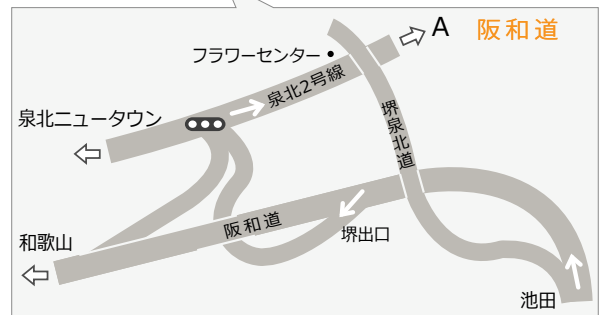 A
阪和道
フラワーセンター
泉北2号線
泉北ニュータウン
堺泉北道
阪和道
堺出口
和歌山
池田